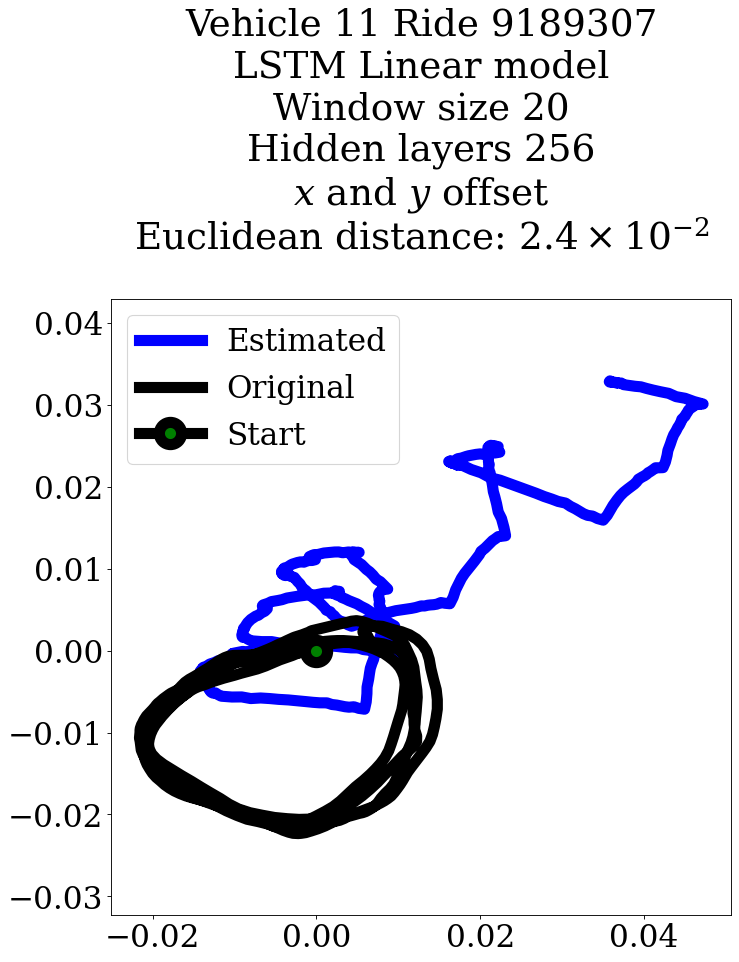 Vehicle 11 Ride 9189307
LSTM Linear model
Window size 20
Hidden layers 256
x and y offset
Euclidean distance: 2.4 × 10⁻²
Estimated
Original
Start
0.04
0.03
0.02
0.01
0.00
−0.01
−0.02
−0.03
−0.02 0.00 0.02 0.04